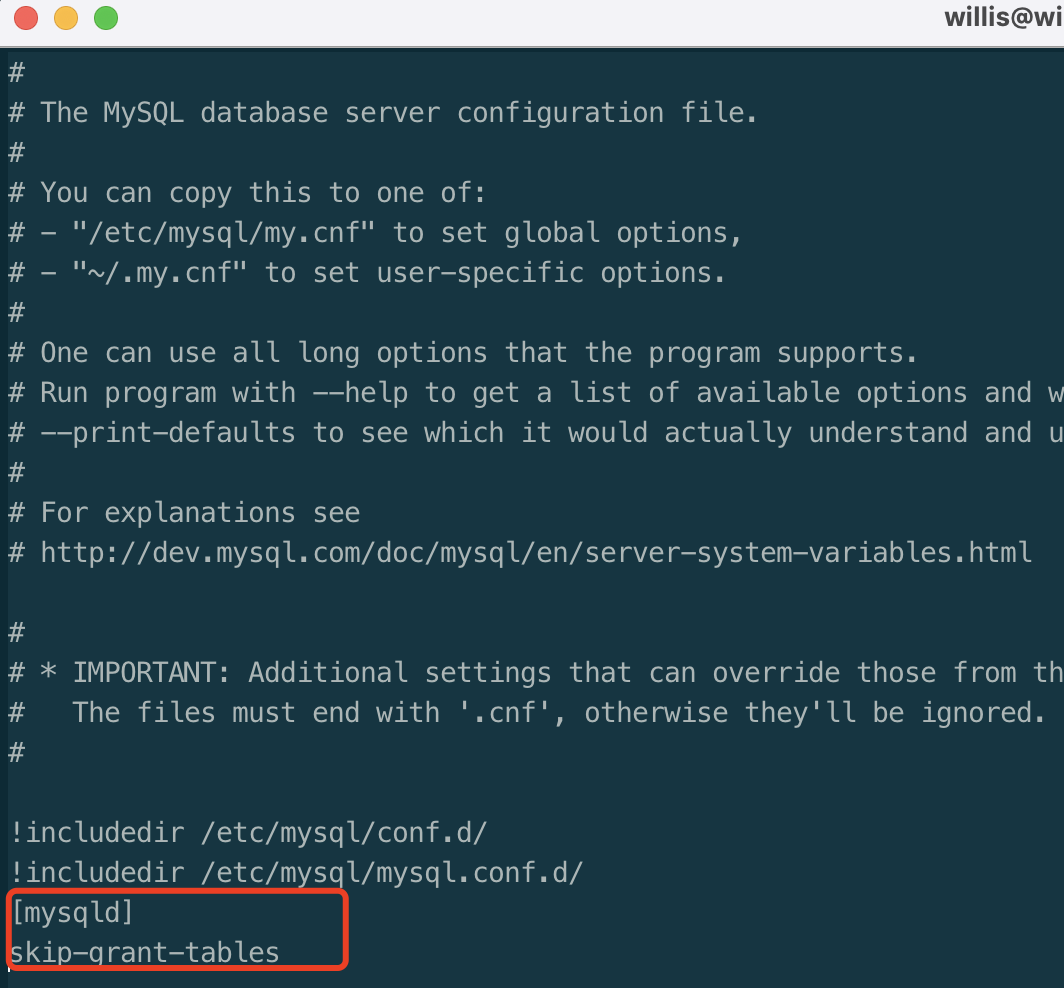 willis@wi
#
# The MySQL database server configuration file.
#
# You can copy this to one of:
# - "/etc/mysql/my.cnf" to set global options,
# - "~/.my.cnf" to set user-specific options.
#
# One can use all long options that the program supports.
# Run program with --help to get a list of available options and w
# --print-defaults to see which it would actually understand and u
#
# For explanations see
# http://dev.mysql.com/doc/mysql/en/server-system-variables.html
#
# * IMPORTANT: Additional settings that can override those from th
#   The files must end with '.cnf', otherwise they'll be ignored.
#
!includedir /etc/mysql/conf.d/
!includedir /etc/mysql/mysql.conf.d/
[mysqld]
skip-grant-tables